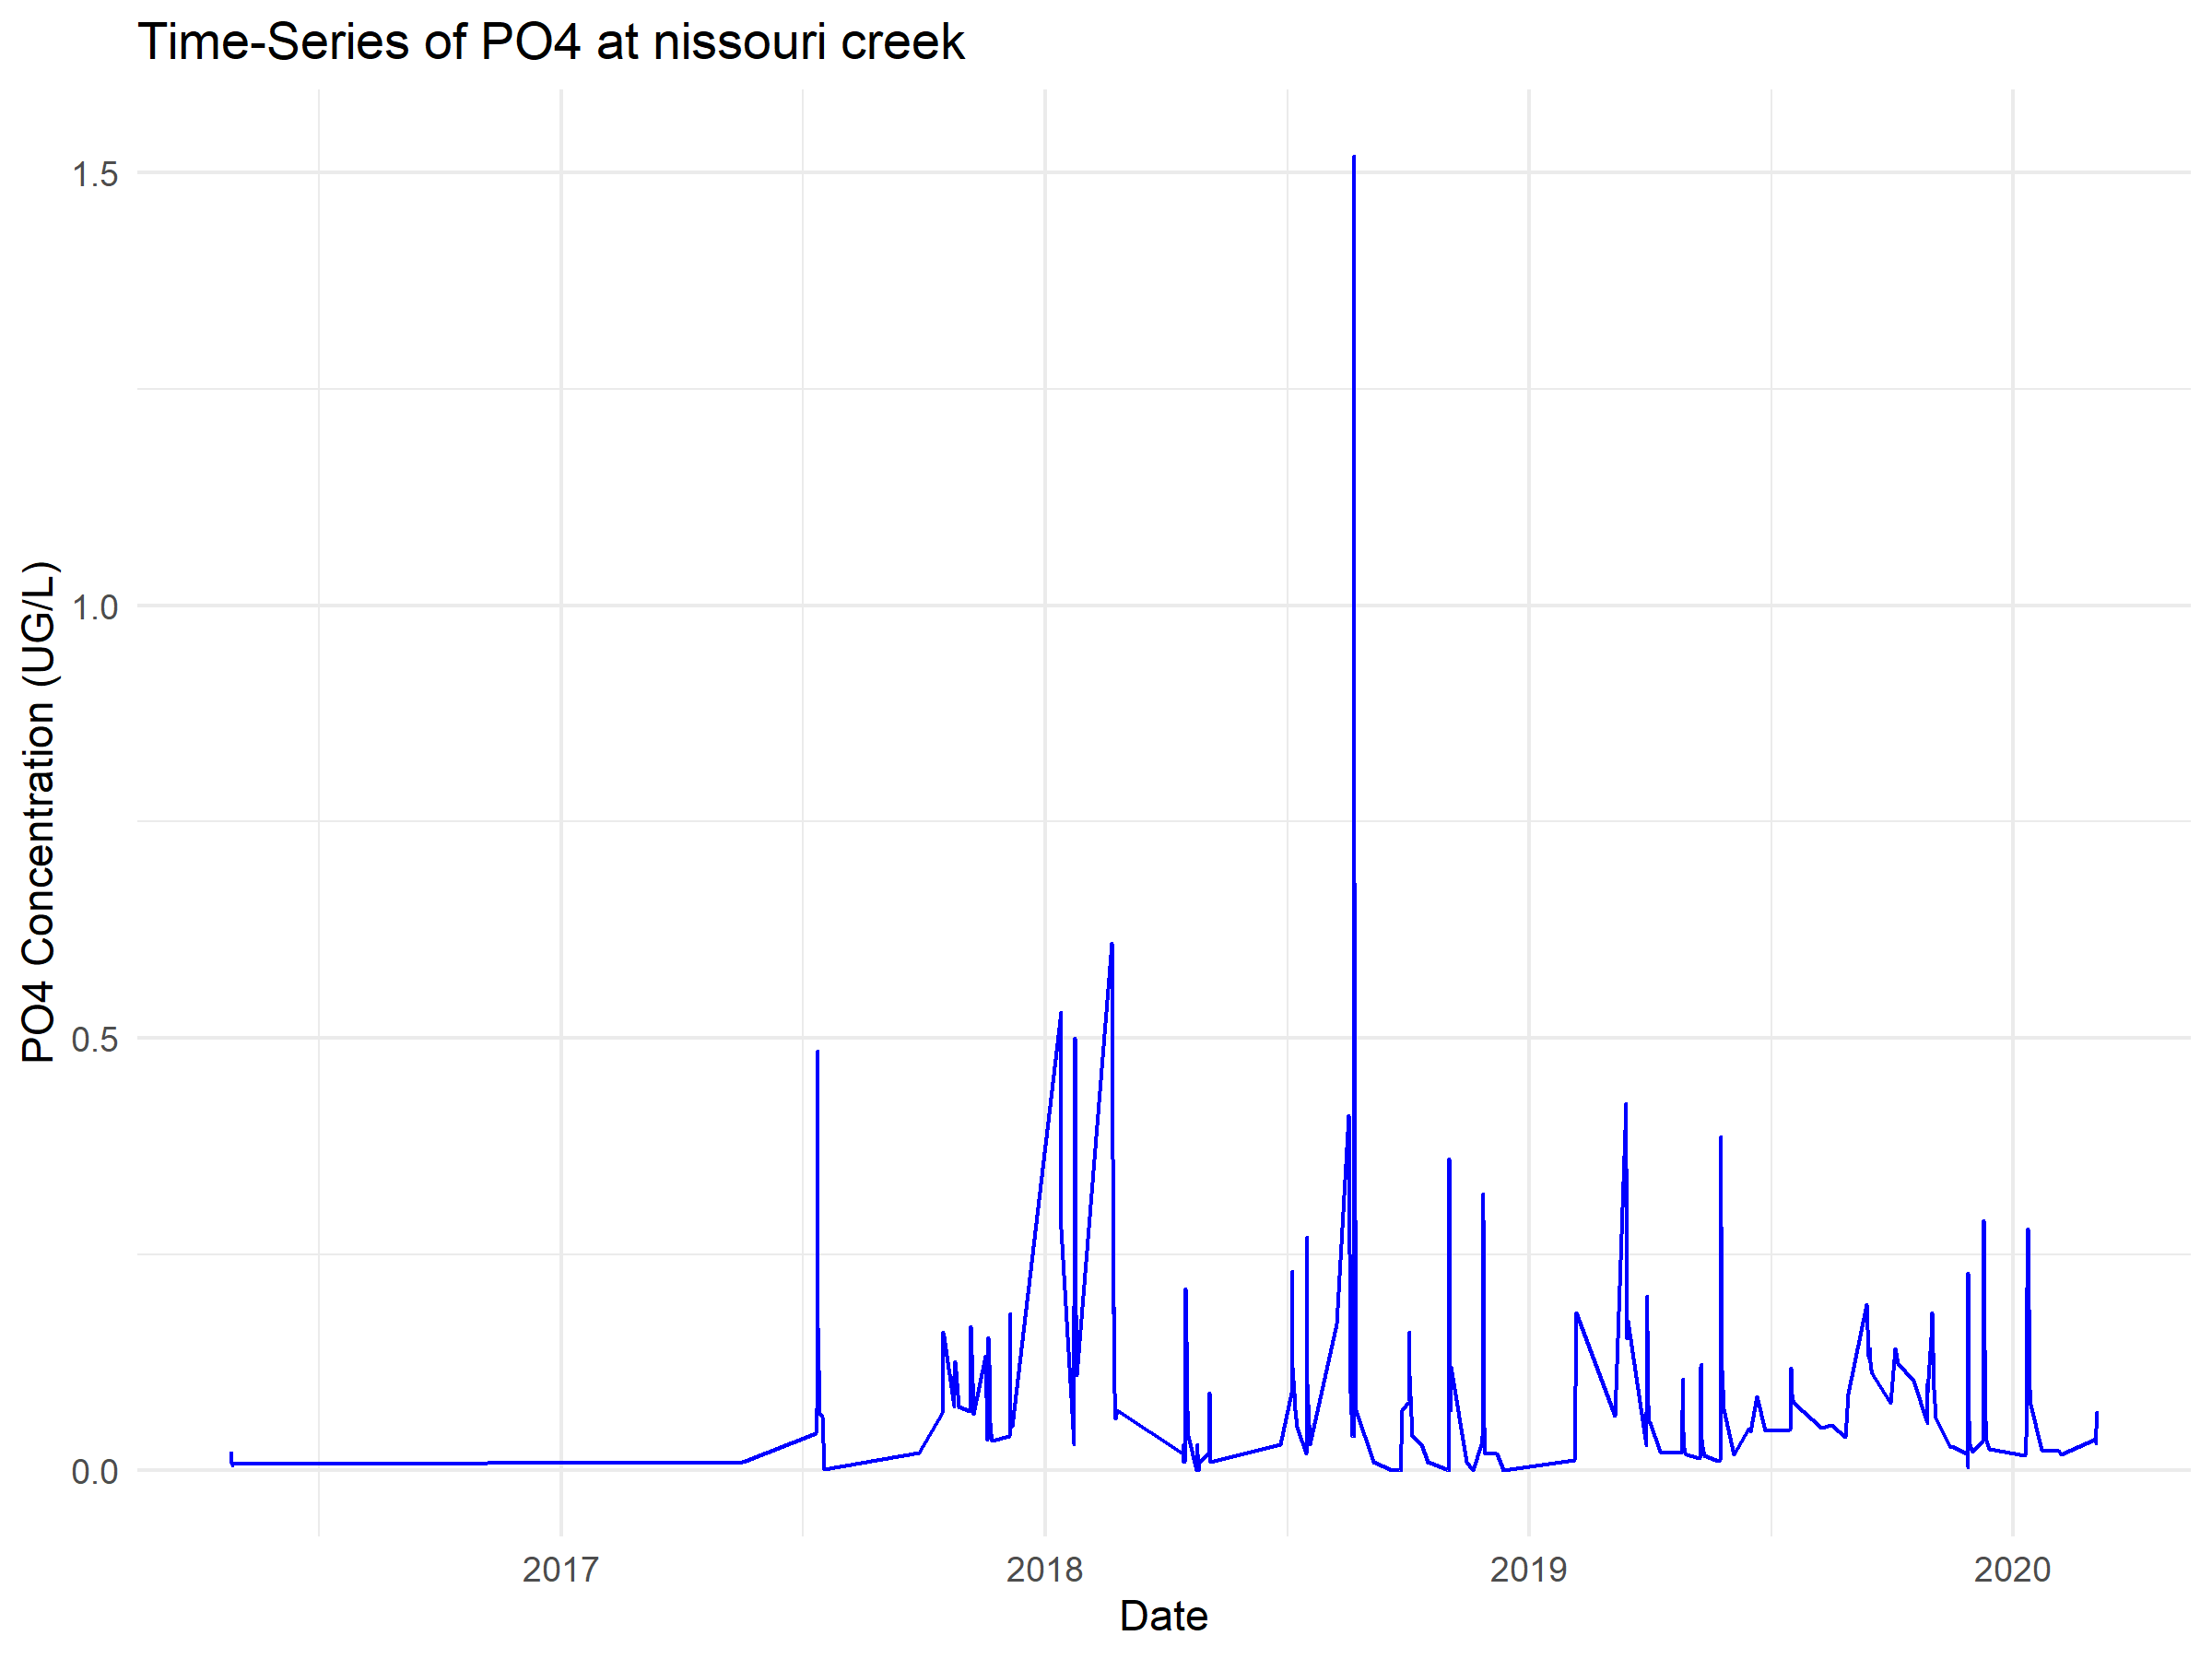 Time-Series of PO4 at nissouri creek
PO4 Concentration (UG/L)
1.5
1.0
0.5
0.0
2017 2018 2019 2020
Date